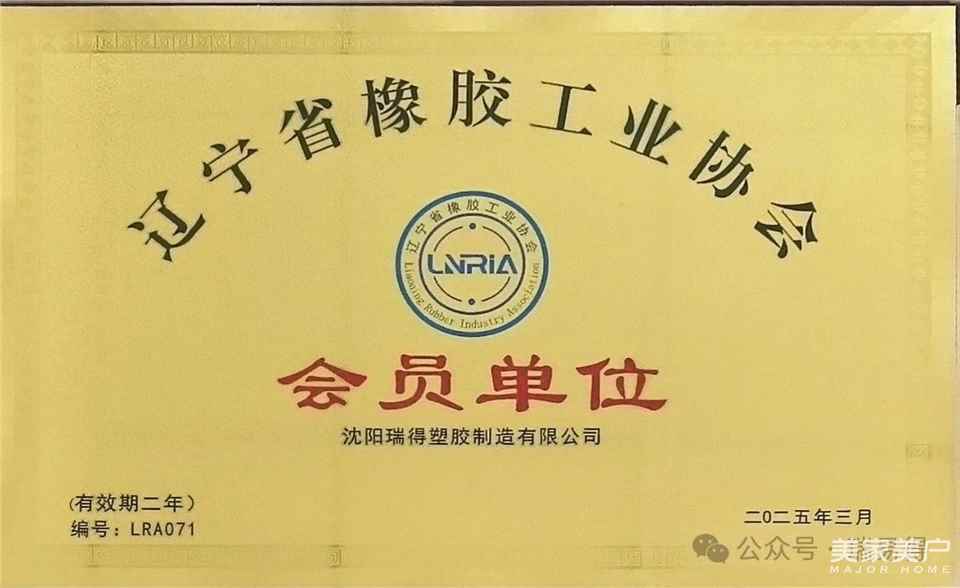 辽宁省橡胶工业协会
辽宁省橡胶工业协会
LNRIA
Liaoning Rubber Industry Association
会员单位
沈阳瑞得塑胶制造有限公司
(有效期二年)
编号：LRA071
二0二五年三月
公众号
美家美户
MAJOR HOME